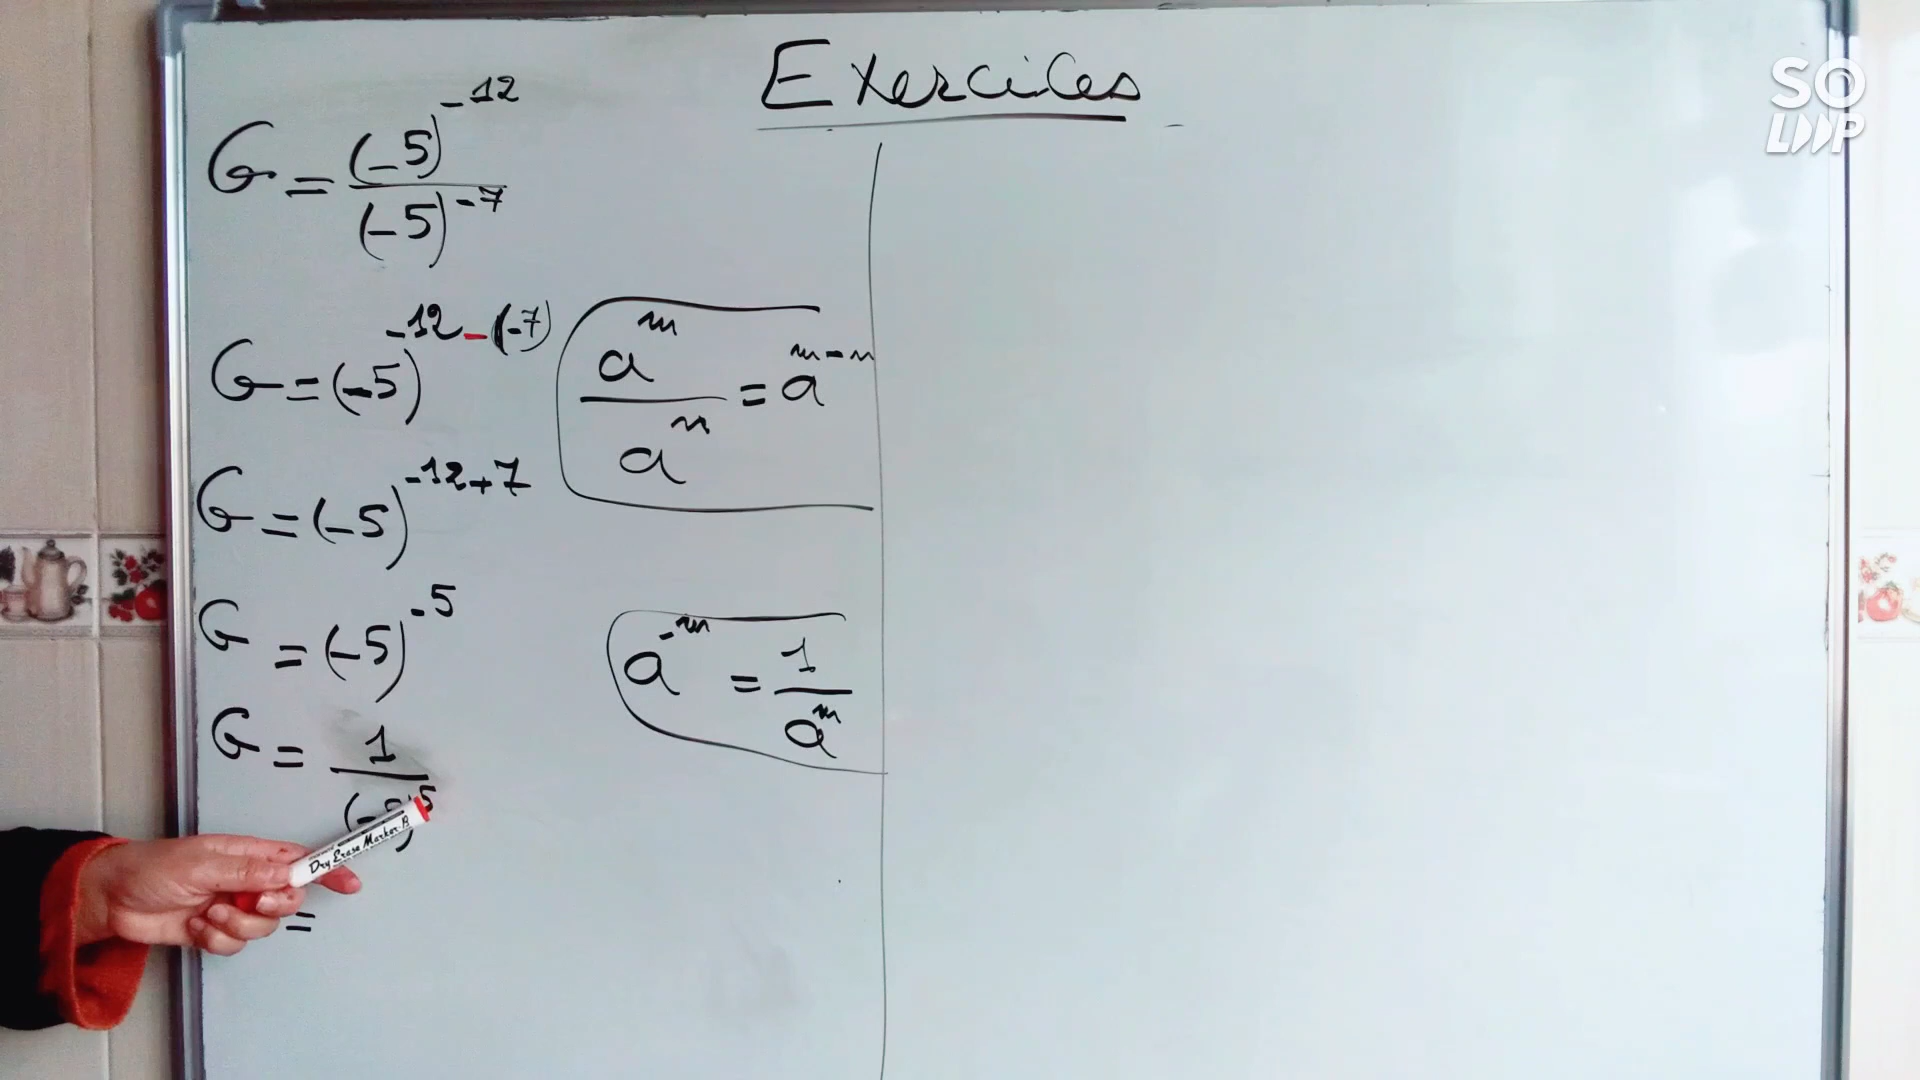 Exercices
G = (-5)^-12 / (-5)^-7
G = (-5)^-12-(-7)
a^m / a^n = a^m-n
G = (-5)^-12+7
G = (-5)^-5
a^-m = 1 / a^m
G = 1 / (-5)^5
=
Dry Erase Marker-B
SO
LOOP